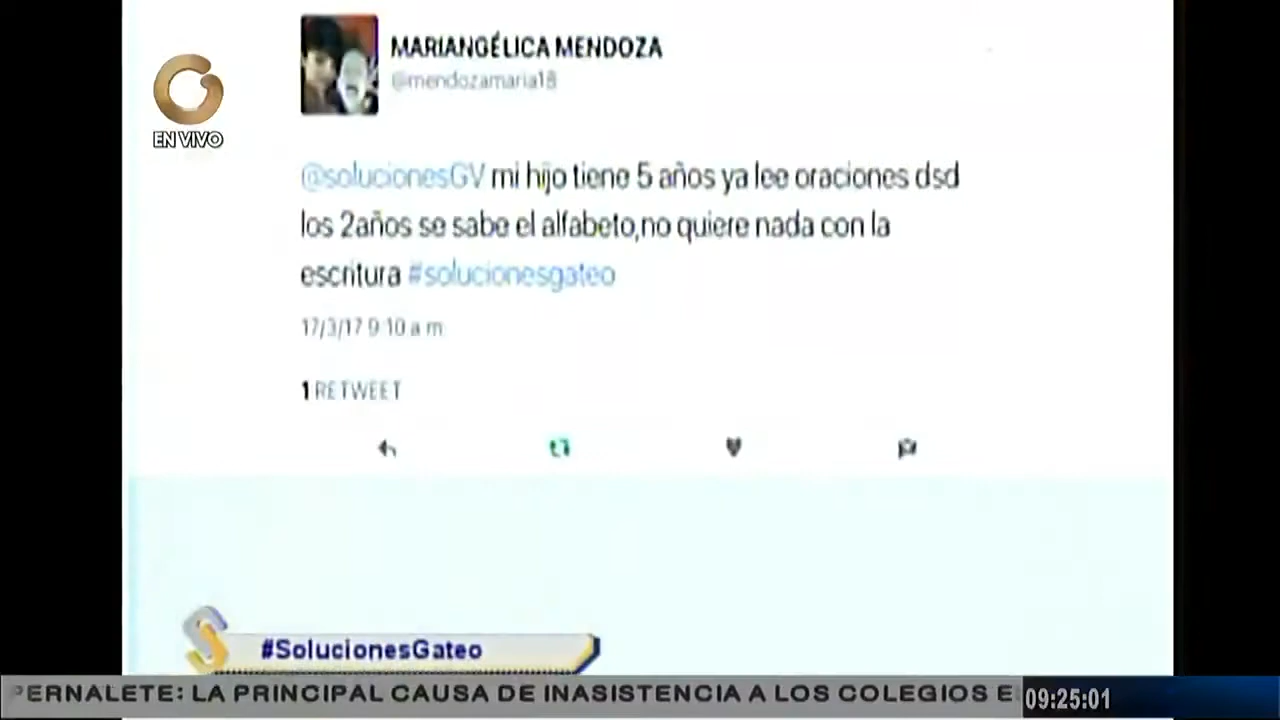 MARIANGÉLICA MENDOZA
@mendozamaria18
EN VIVO
@solucionesGV mi hijo tiene 5 años ya lee oraciones dsd
los 2años se sabe el alfabeto,no quiere nada con la
escritura #solucionesgateo
17/3/17 9:10 a m
1 RETWEET
#SolucionesGateo
PERNALETE: LA PRINCIPAL CAUSA DE INASISTENCIA A LOS COLEGIOS E
09:25:01